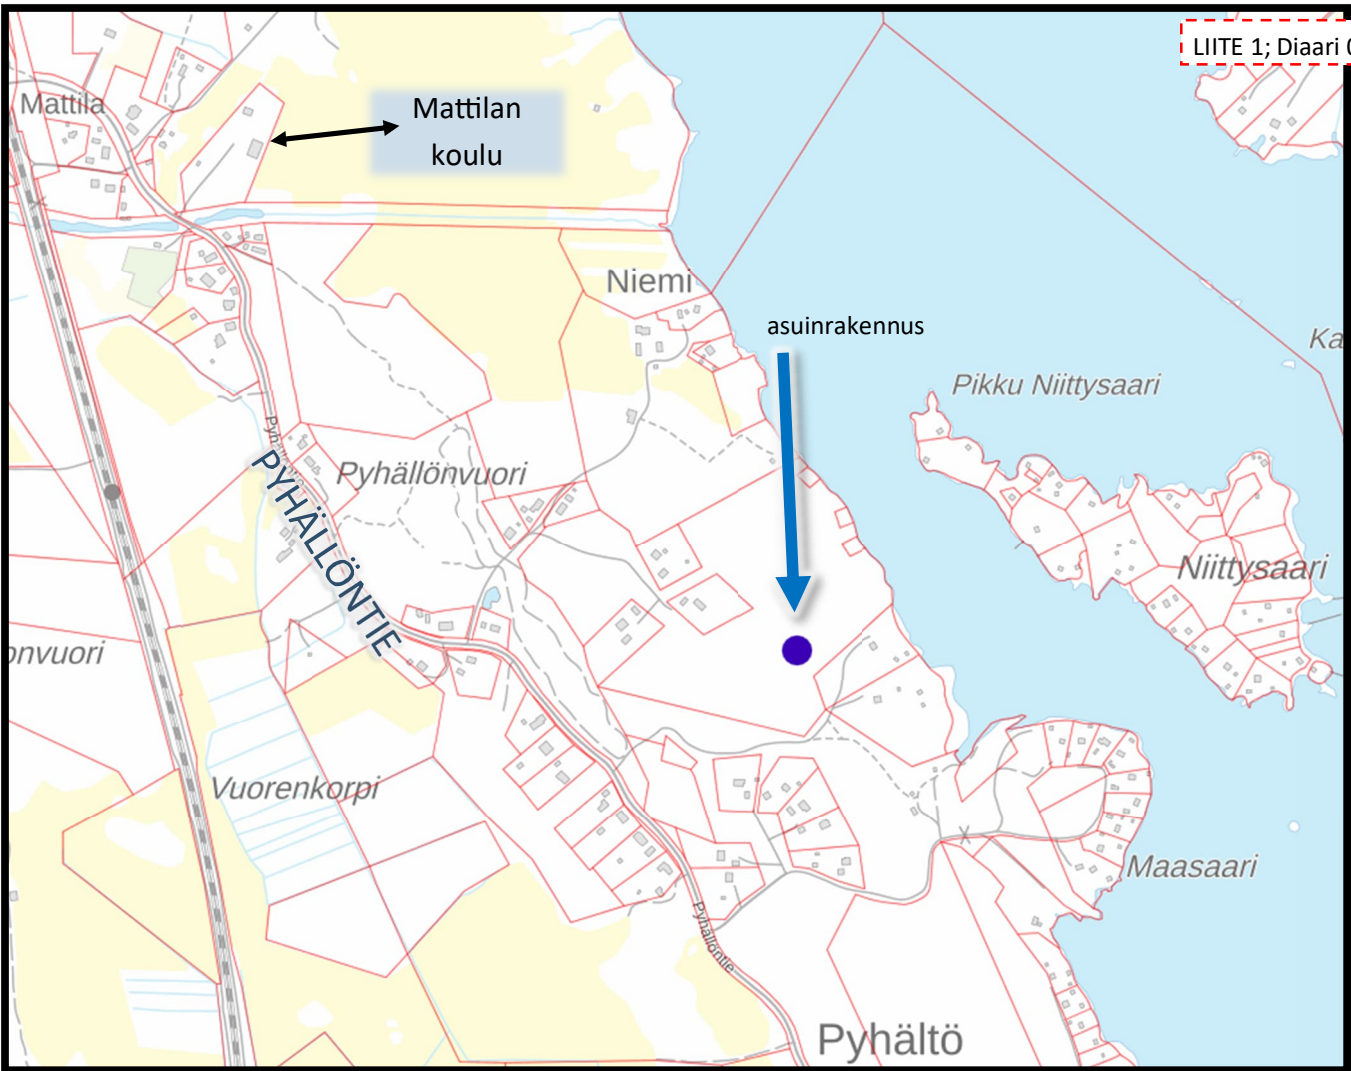 LIITE 1; Diaari
Mattila
Mattilan
koulu
Niemi
asuinrakennus
Ka
Pikku Niittysaari
Pyhällönvuori
PYHÄLLÖNTIE
Niittysaari
onvuori
Vuorenkorpi
Maasaari
Pyhällöntie
Pyhältö